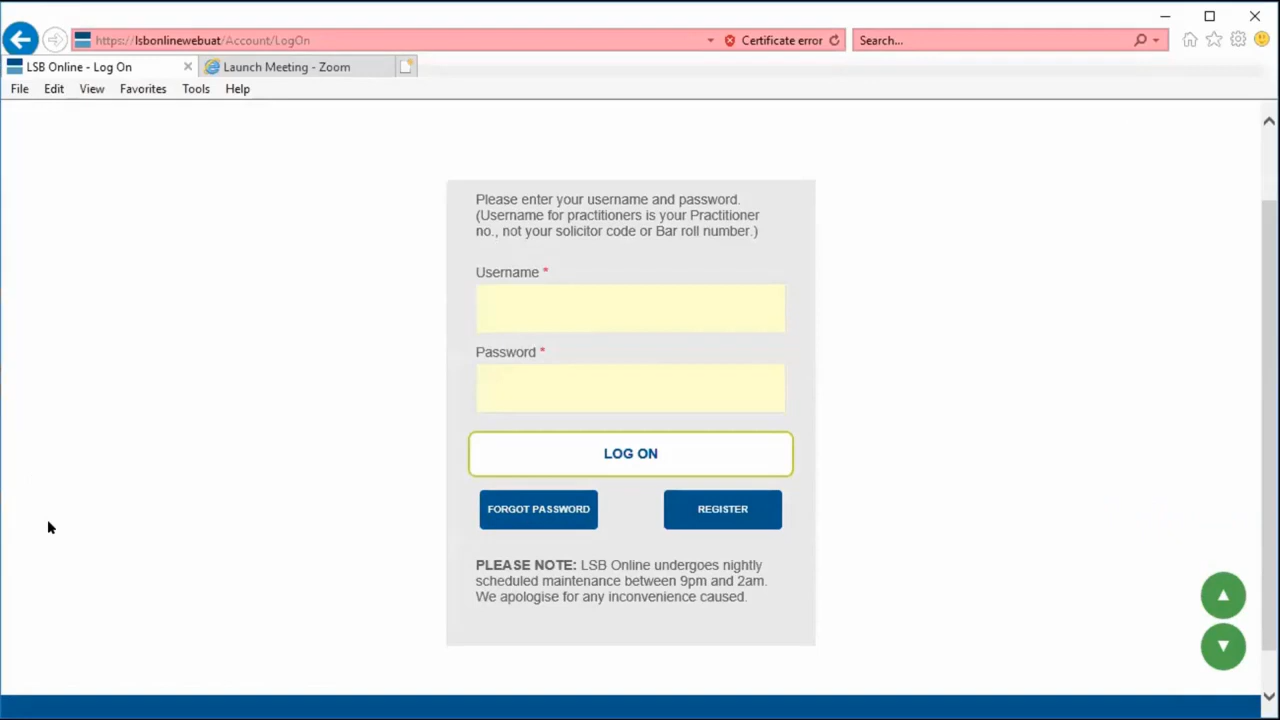 https://lsbonlinewebuat/Account/LogOn
Certificate error
Search...
LSB Online - Log On
Launch Meeting - Zoom
File Edit View Favorites Tools Help
Please enter your username and password.
(Username for practitioners is your Practitioner
no., not your solicitor code or Bar roll number.)
Username *
Password *
LOG ON
FORGOT PASSWORD
REGISTER
PLEASE NOTE: LSB Online undergoes nightly
scheduled maintenance between 9pm and 2am.
We apologise for any inconvenience caused.